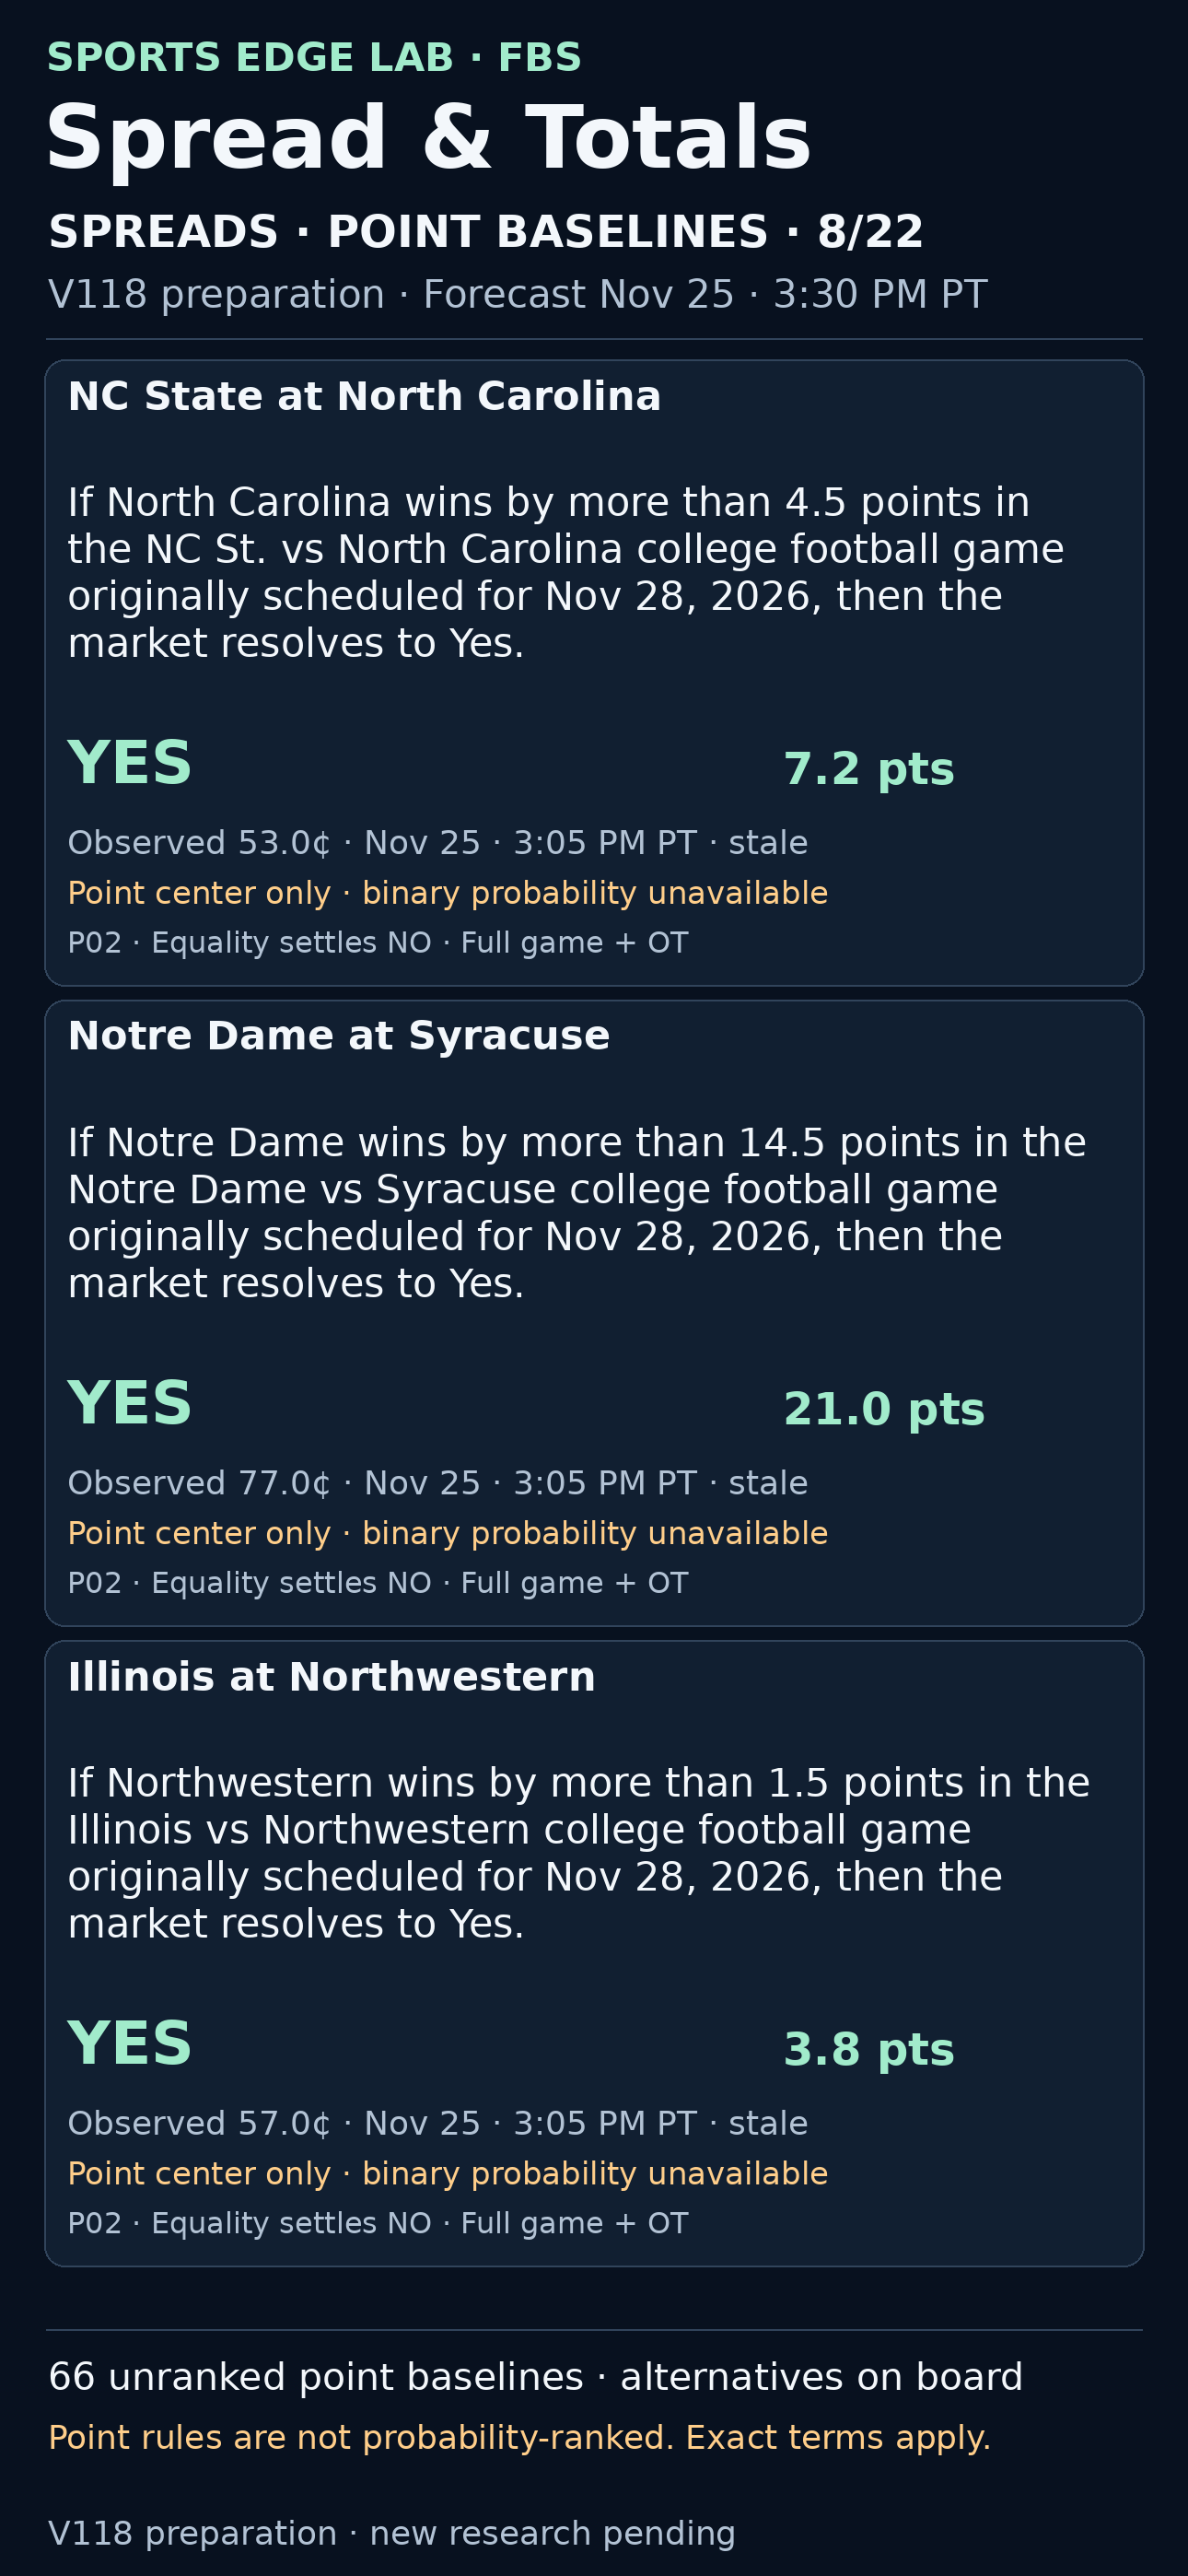 SPORTS EDGE LAB · FBS
Spread & Totals
SPREADS · POINT BASELINES · 8/22
V118 preparation · Forecast Nov 25 · 3:30 PM PT
NC State at North Carolina
If North Carolina wins by more than 4.5 points in
the NC St. vs North Carolina college football game
originally scheduled for Nov 28, 2026, then the
market resolves to Yes.
YES 7.2 pts
Observed 53.0¢ · Nov 25 · 3:05 PM PT · stale
Point center only · binary probability unavailable
P02 · Equality settles NO · Full game + OT
Notre Dame at Syracuse
If Notre Dame wins by more than 14.5 points in the
Notre Dame vs Syracuse college football game
originally scheduled for Nov 28, 2026, then the
market resolves to Yes.
YES 21.0 pts
Observed 77.0¢ · Nov 25 · 3:05 PM PT · stale
Point center only · binary probability unavailable
P02 · Equality settles NO · Full game + OT
Illinois at Northwestern
If Northwestern wins by more than 1.5 points in the
Illinois vs Northwestern college football game
originally scheduled for Nov 28, 2026, then the
market resolves to Yes.
YES 3.8 pts
Observed 57.0¢ · Nov 25 · 3:05 PM PT · stale
Point center only · binary probability unavailable
P02 · Equality settles NO · Full game + OT
66 unranked point baselines · alternatives on board
Point rules are not probability-ranked. Exact terms apply.
V118 preparation · new research pending